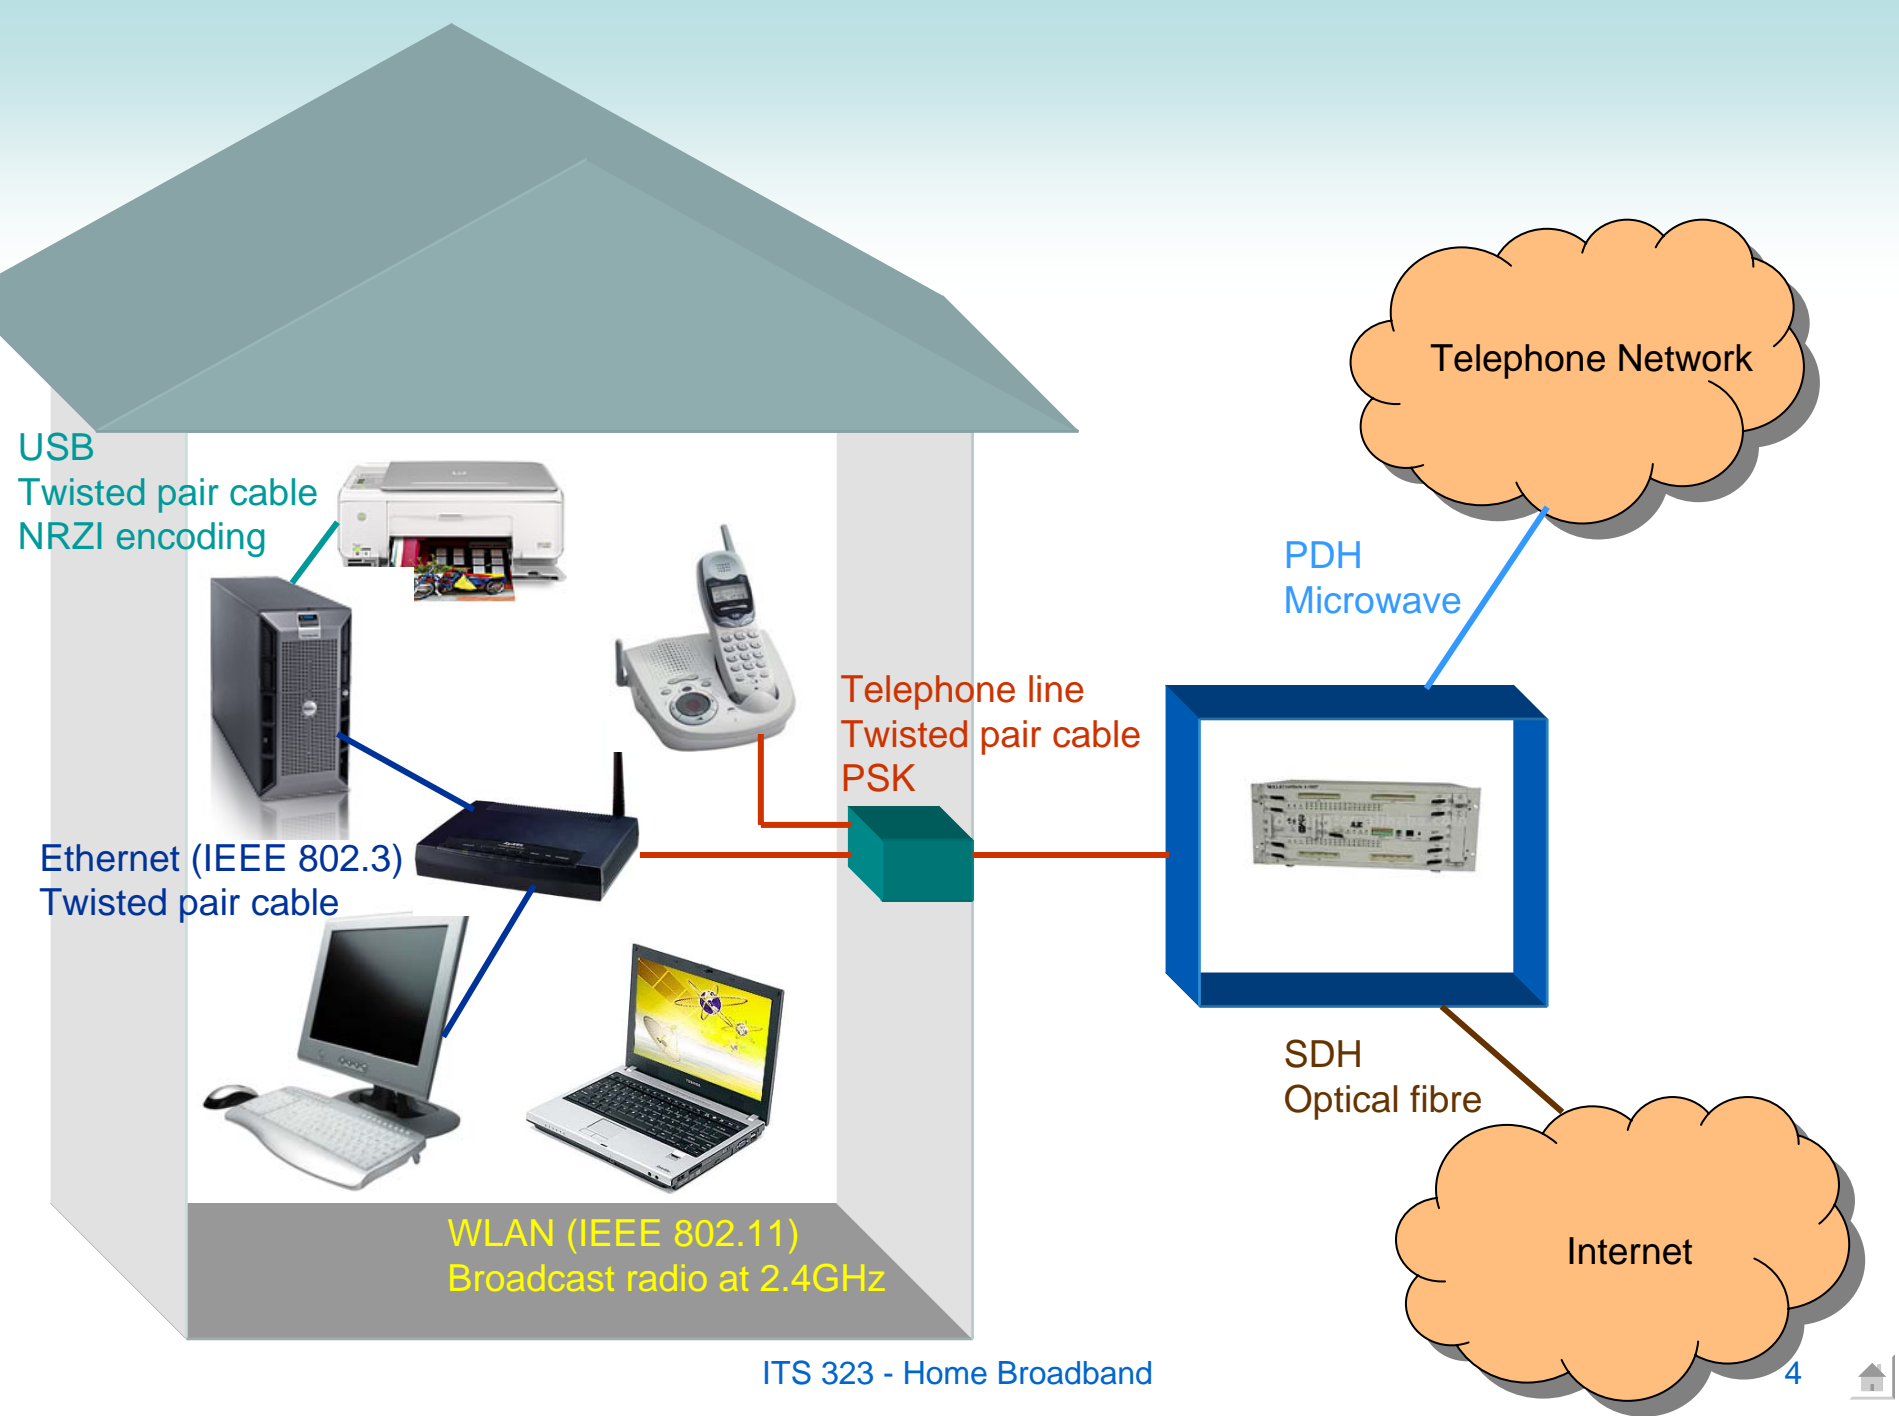 Telephone Network
USB
Twisted pair cable
NRZI encoding
PDH
Microwave
Telephone line
Twisted pair cable
PSK
Ethernet (IEEE 802.3)
Twisted pair cable
SDH
Optical fibre
WLAN (IEEE 802.11)
Broadcast radio at 2.4GHz
Internet
ITS 323 - Home Broadband
4